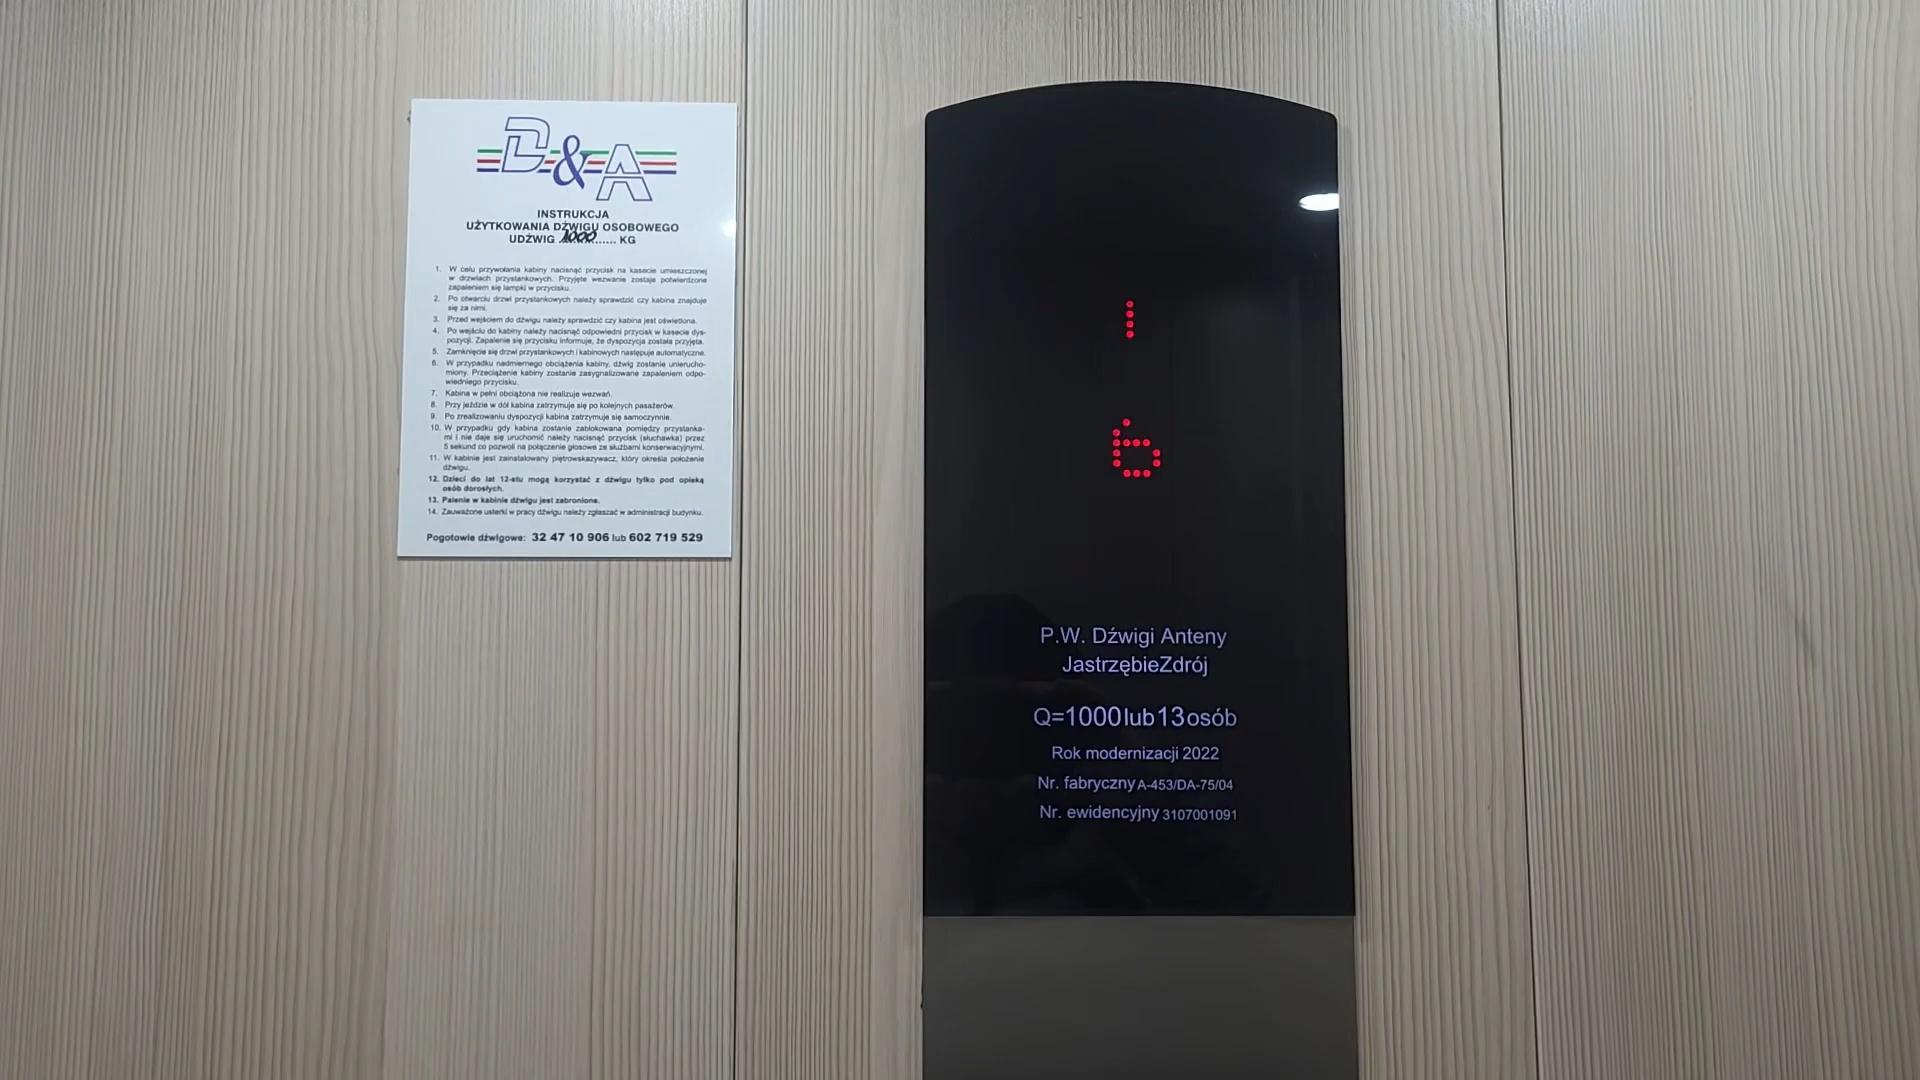 D&A
INSTRUKCJA
UŻYTKOWANIA DŹWIGU OSOBOWEGO
UDŹWIG .1000...... KG
1. W celu przywołania kabiny nacisnąć przycisk na kasecie umieszczonej
w drzwiach przystankowych. Przyjęte wezwanie zostaje potwierdzone
zapaleniem się lampki w przycisku.
2. Po otwarciu drzwi przystankowych należy sprawdzić czy kabina znajduje
się za nimi.
3. Przed wejściem do dźwigu należy sprawdzić czy kabina jest oświetlona.
4. Po wejściu do kabiny należy nacisnąć odpowiedni przycisk w kasecie dys-
pozycji. Zapalenie się przycisku informuje, że dyspozycja została przyjęta.
5. Zamknięcie się drzwi przystankowych i kabinowych następuje automatyczne.
6. W przypadku nadmiernego obciążenia kabiny, dźwig zostanie unierucho-
miony. Przeciążenie kabiny zostanie zasygnalizowane zapaleniem odpo-
wiedniego przycisku.
7. Kabina w pełni obciążona nie realizuje wezwań.
8. Przy jeździe w dół kabina zatrzymuje się po kolejnych pasażerów.
9. Po zrealizowaniu dyspozycji kabina zatrzymuje się samoczynnie.
10. W przypadku gdy kabina zostanie zablokowana pomiędzy przystanka-
mi i nie daje się uruchomić należy nacisnąć przycisk (słuchawka) przez
5 sekund co pozwoli na połączenie głosowe ze służbami konserwacyjnymi.
11. W kabinie jest zainstalowany piętrowskazywacz, który określa położenie
dźwigu.
12. Dzieci do lat 12-stu mogą korzystać z dźwigu tylko pod opieką
osób dorosłych.
13. Palenie w kabinie dźwigu jest zabronione.
14. Zauważone usterki w pracy dźwigu należy zgłaszać w administracji budynku.
Pogotowie dźwigowe: 32 47 10 906 lub 602 719 529
6
P.W. Dźwigi Anteny
JastrzębieZdrój
Q=1000lub13osób
Rok modernizacji 2022
Nr. fabryczny A-453/DA-75/04
Nr. ewidencyjny 3107001091